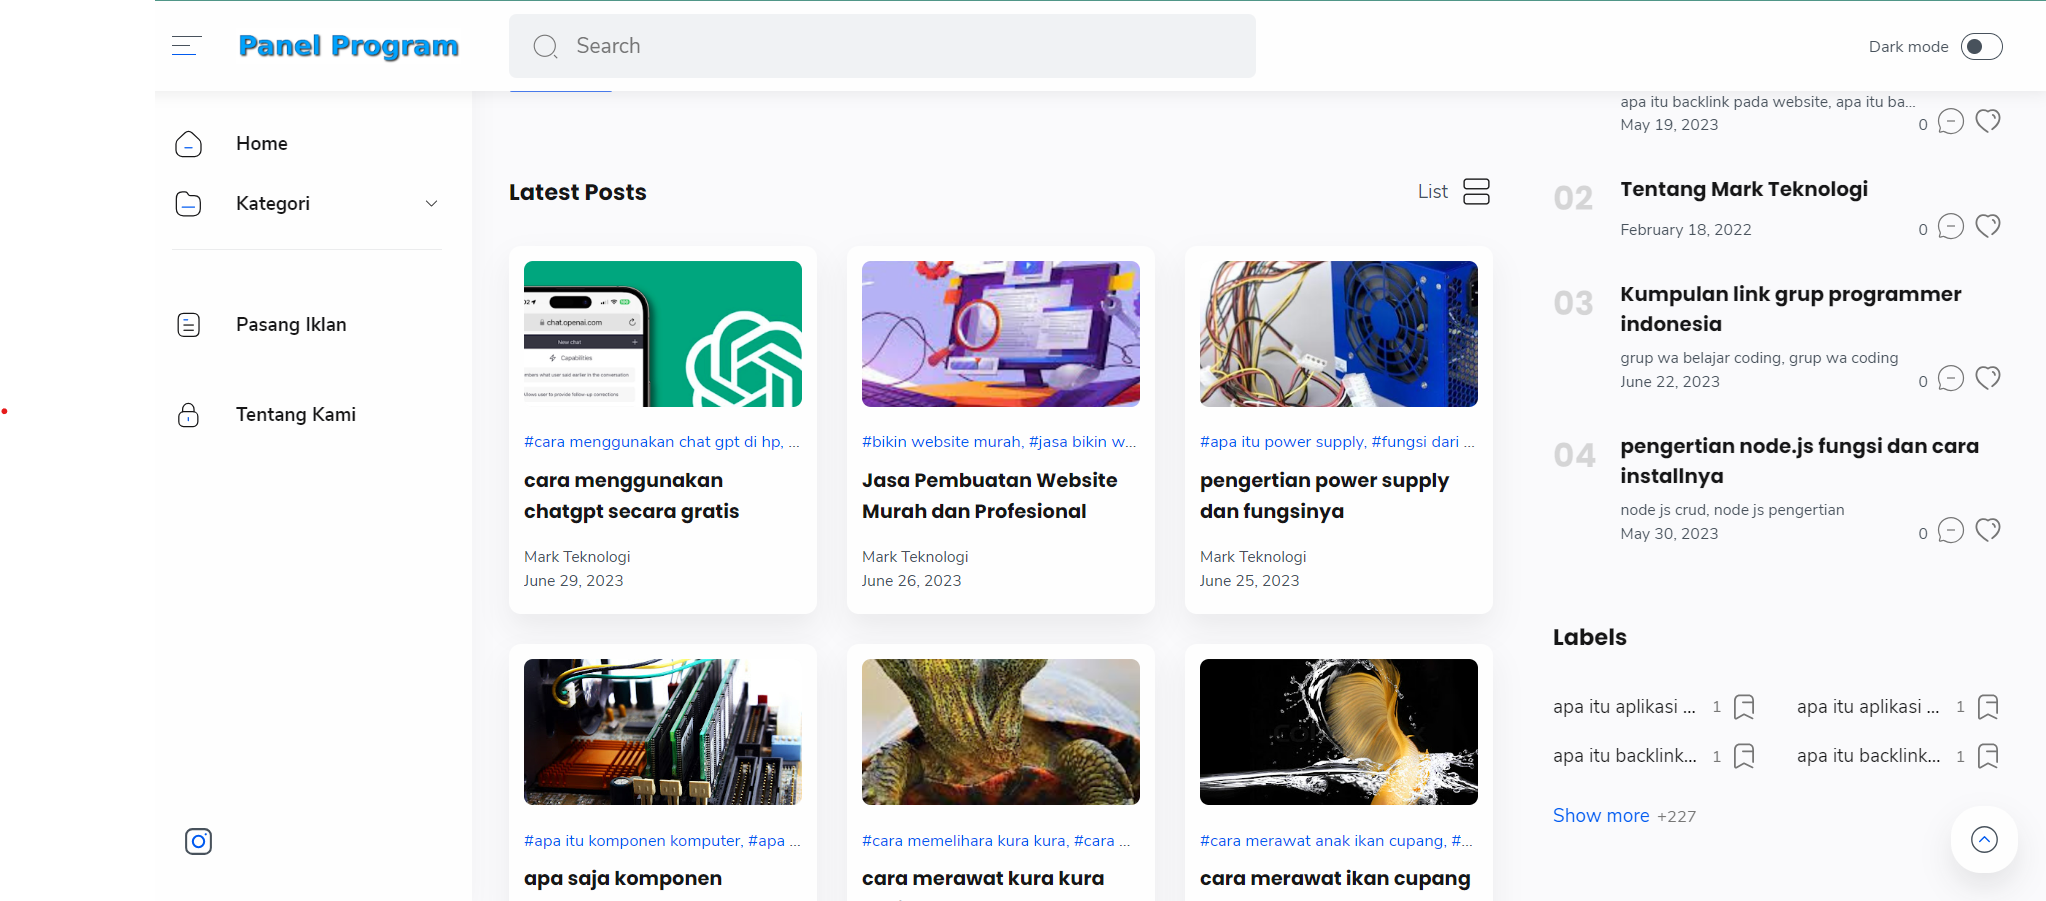 Panel Program
Search
Dark mode
Home
Kategori
Pasang Iklan
Tentang Kami
Latest Posts
List
chat.openai.com
New chat
Capabilities
#cara menggunakan chat gpt di hp, ...
cara menggunakan
chatgpt secara gratis
Mark Teknologi
June 29, 2023
#bikin website murah, #jasa bikin w...
Jasa Pembuatan Website
Murah dan Profesional
Mark Teknologi
June 26, 2023
#apa itu power supply, #fungsi dari ...
pengertian power supply
dan fungsinya
Mark Teknologi
June 25, 2023
#apa itu komponen komputer, #apa ...
apa saja komponen
#cara memelihara kura kura, #cara ...
cara merawat kura kura
#cara merawat anak ikan cupang, #...
cara merawat ikan cupang
apa itu backlink pada website, apa itu ba...
May 19, 2023
0
02
Tentang Mark Teknologi
February 18, 2022
0
03
Kumpulan link grup programmer
indonesia
grup wa belajar coding, grup wa coding
June 22, 2023
0
04
pengertian node.js fungsi dan cara
installnya
node js crud, node js pengertian
May 30, 2023
0
Labels
apa itu aplikasi ... 1
apa itu aplikasi ... 1
apa itu backlink... 1
apa itu backlink... 1
Show more +227